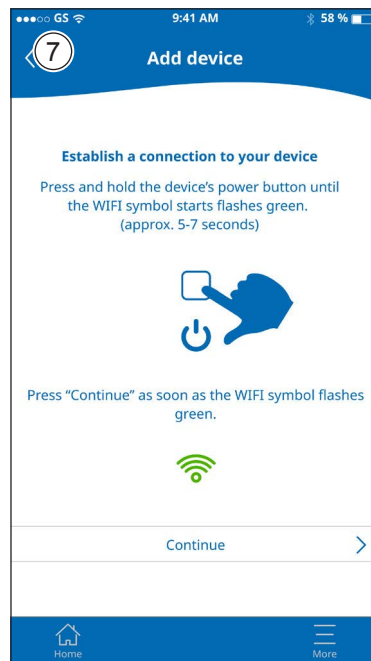 GS 9:41 AM 58 %
7
Add device
Establish a connection to your device
Press and hold the device’s power button until
the WIFI symbol starts flashes green.
(approx. 5-7 seconds)
Press “Continue” as soon as the WIFI symbol flashes
green.
Continue
Home More